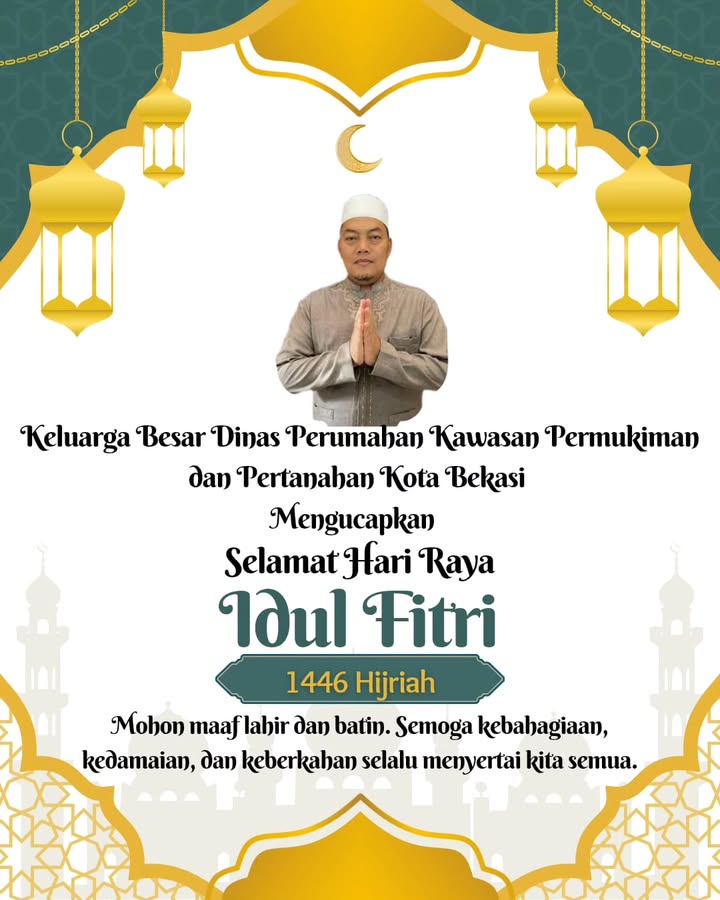 Keluarga Besar Dinas Perumahan Kawasan Permukiman
dan Pertanahan Kota Bekasi
Mengucapkan
Selamat Hari Raya
Idul Fitri
1446 Hijriah
Mohon maaf lahir dan batin. Semoga kebahagiaan,
kedamaian, dan keberkahan selalu menyertai kita semua.